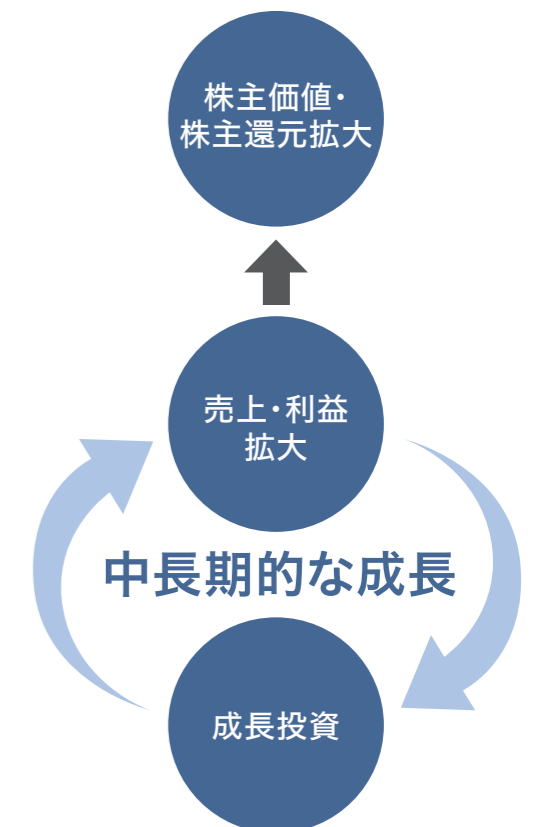 株主価値・
株主還元拡大
売上・利益
拡大
中長期的な成長
成長投資